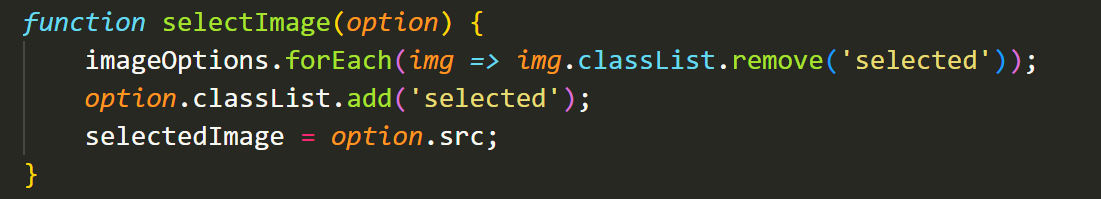 function selectImage(option) {
    imageOptions.forEach(img => img.classList.remove('selected'));
    option.classList.add('selected');
    selectedImage = option.src;
}